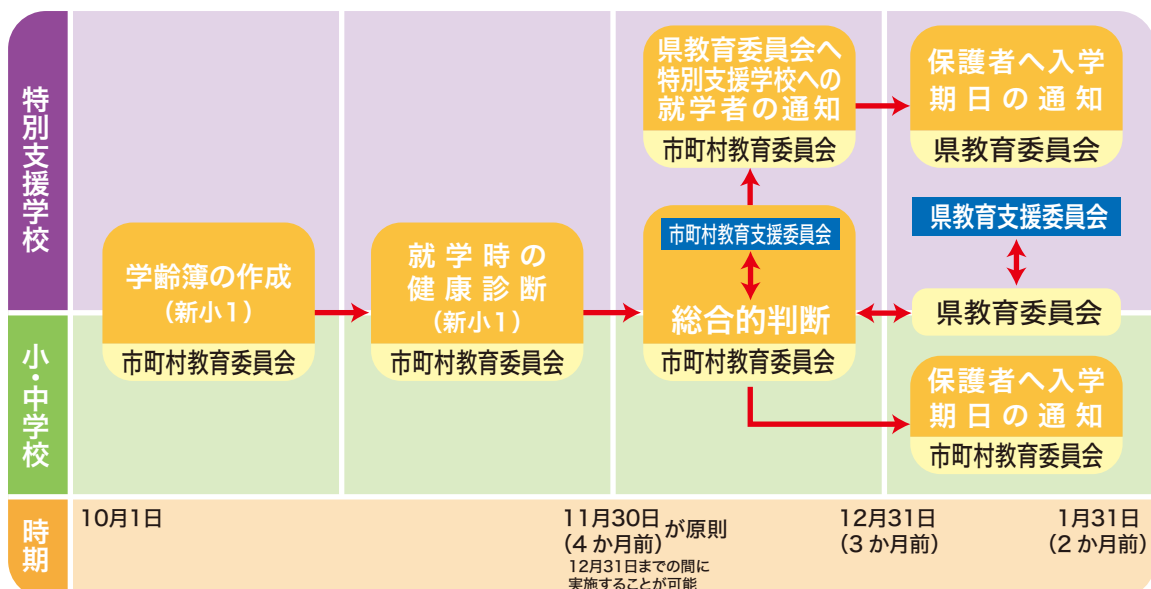 特別支援学校
小・中学校
時期
学齢簿の作成
（新小1）
市町村教育委員会
就学時の
健康診断
（新小1）
市町村教育委員会
県教育委員会へ
特別支援学校への
就学者の通知
市町村教育委員会
市町村教育支援委員会
総合的判断
市町村教育委員会
保護者へ入学
期日の通知
県教育委員会
県教育支援委員会
県教育委員会
保護者へ入学
期日の通知
市町村教育委員会
10月1日
11月30日
(4か月前)
が原則
12月31日までの間に
実施することが可能
12月31日
(3か月前)
1月31日
(2か月前)